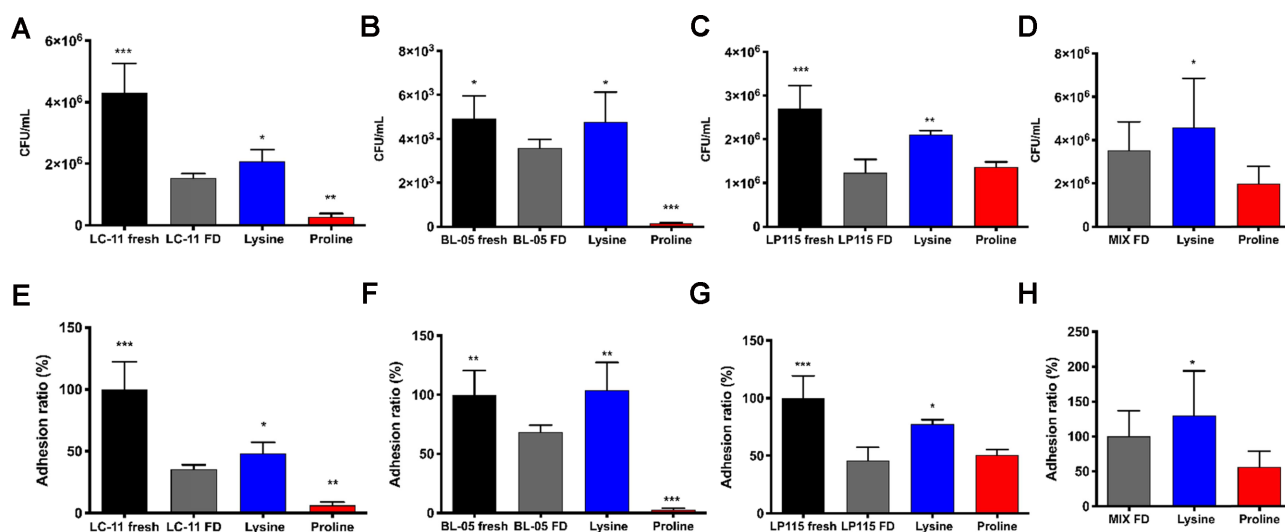 A
CFU/mL
6×10⁶
4×10⁶
2×10⁶
0
***
*
**
LC-11 fresh LC-11 FD Lysine Proline
B
CFU/mL
8×10³
6×10³
4×10³
2×10³
0
*
*
***
BL-05 fresh BL-05 FD Lysine Proline
C
CFU/mL
4×10⁶
3×10⁶
2×10⁶
1×10⁶
0
***
**
LP115 fresh LP115 FD Lysine Proline
D
CFU/mL
8×10⁶
6×10⁶
4×10⁶
2×10⁶
0
*
MIX FD Lysine Proline
E
Adhesion ratio (%)
150
100
50
0
***
*
**
LC-11 fresh LC-11 FD Lysine Proline
F
Adhesion ratio (%)
150
100
50
0
**
**
***
BL-05 fresh BL-05 FD Lysine Proline
G
Adhesion ratio (%)
150
100
50
0
***
*
LP115 fresh LP115 FD Lysine Proline
H
Adhesion ratio (%)
250
200
150
100
50
0
*
MIX FD Lysine Proline